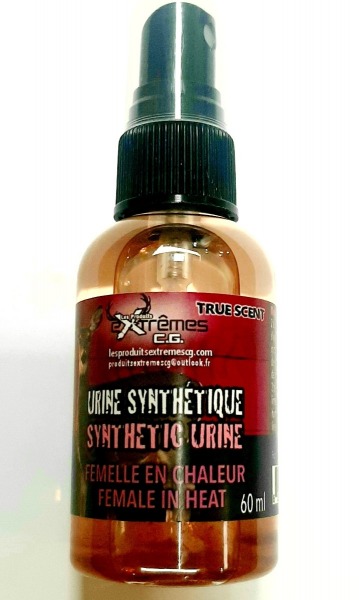 TRUE SCENT
Les Produits
eXtrêmes
C.G.
lesproduitsextremescg.com
produitsextremescg@outlook.fr
URINE SYNTHÉTIQUE
SYNTHETIC URINE
FEMELLE EN CHALEUR
FEMALE IN HEAT
60 ml